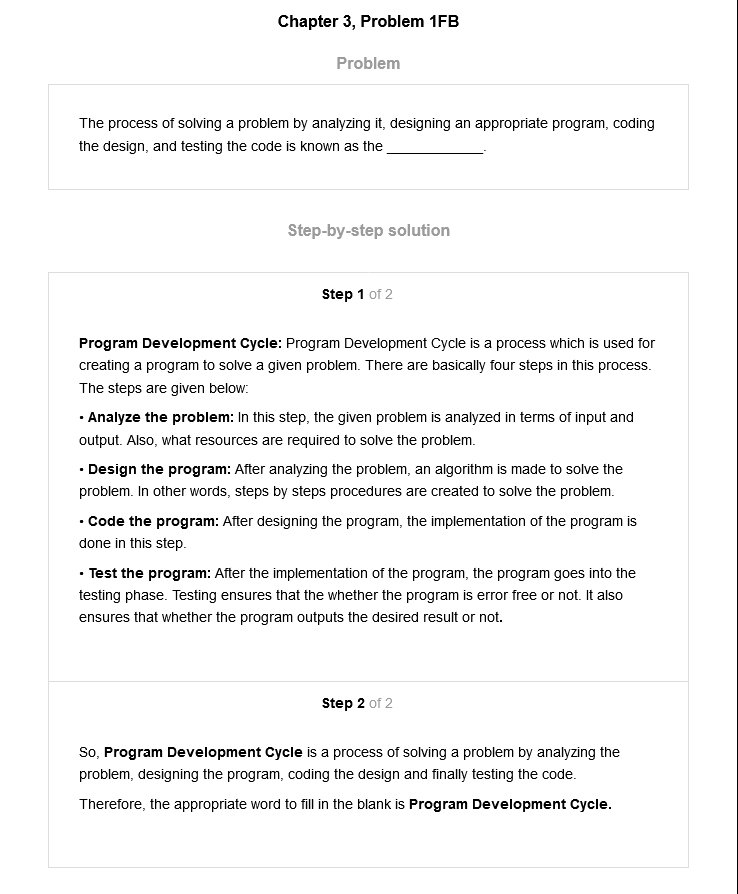 Chapter 3, Problem 1FB
Problem
The process of solving a problem by analyzing it, designing an appropriate program, coding
the design, and testing the code is known as the _____________.
Step-by-step solution
Step 1 of 2
Program Development Cycle: Program Development Cycle is a process which is used for
creating a program to solve a given problem. There are basically four steps in this process.
The steps are given below:
• Analyze the problem: In this step, the given problem is analyzed in terms of input and
output. Also, what resources are required to solve the problem.
• Design the program: After analyzing the problem, an algorithm is made to solve the
problem. In other words, steps by steps procedures are created to solve the problem.
• Code the program: After designing the program, the implementation of the program is
done in this step.
• Test the program: After the implementation of the program, the program goes into the
testing phase. Testing ensures that the whether the program is error free or not. It also
ensures that whether the program outputs the desired result or not.
Step 2 of 2
So, Program Development Cycle is a process of solving a problem by analyzing the
problem, designing the program, coding the design and finally testing the code.
Therefore, the appropriate word to fill in the blank is Program Development Cycle.